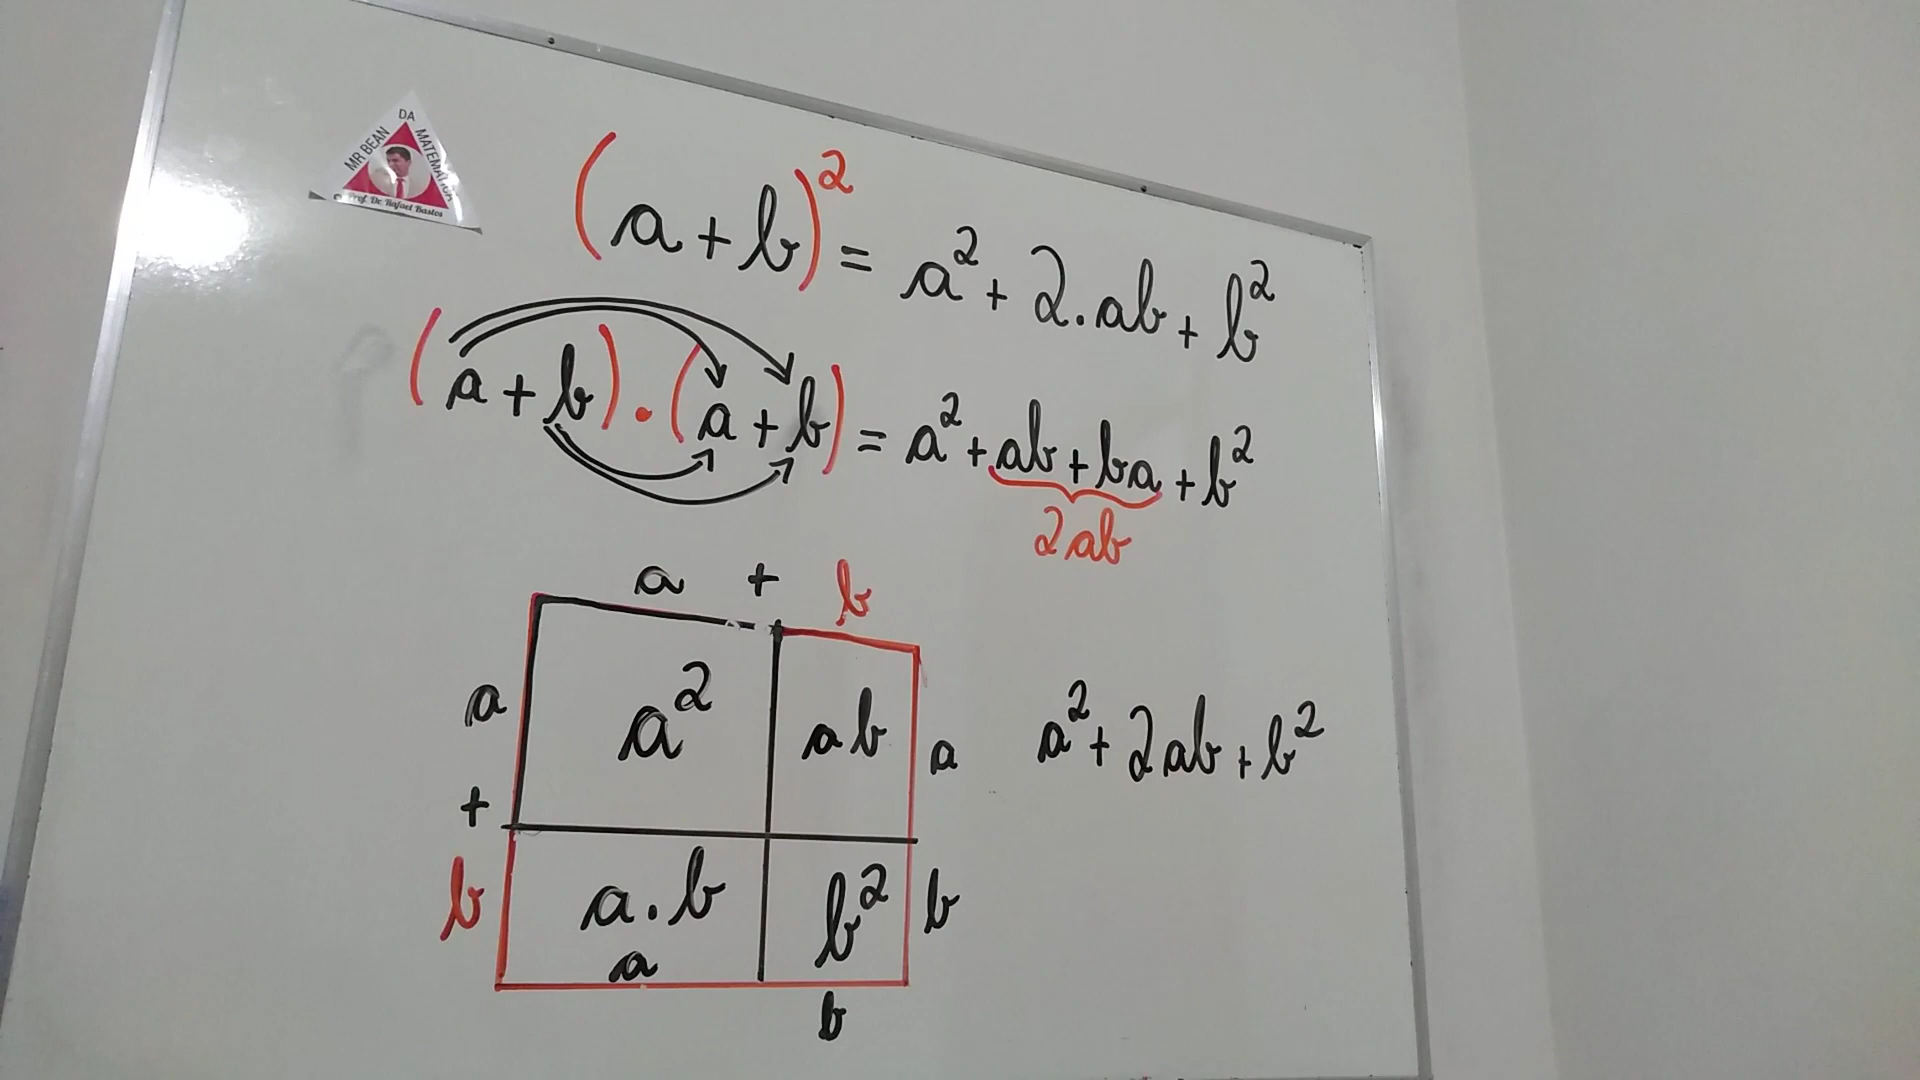 MR BEAN DA MATEMÁTICA
Prof. Dr. Rafael Bastos
(a+b)² = a² + 2.ab + b²
(a+b).(a+b) = a² + ab + ba + b²
2ab
a + b
a
a²
ab
a
a² + 2ab + b²
+
b
a.b
b²
b
a
b